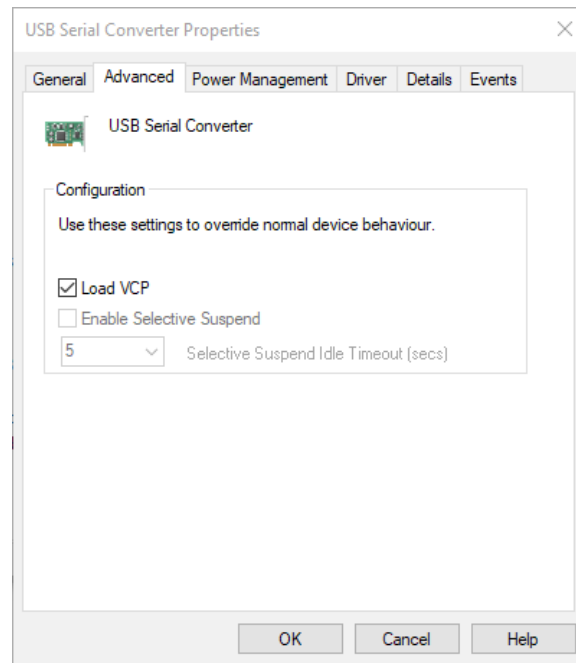 USB Serial Converter Properties
General Advanced Power Management Driver Details Events
USB Serial Converter
Configuration
Use these settings to override normal device behaviour.
Load VCP
Enable Selective Suspend
5 Selective Suspend Idle Timeout (secs)
OK Cancel Help